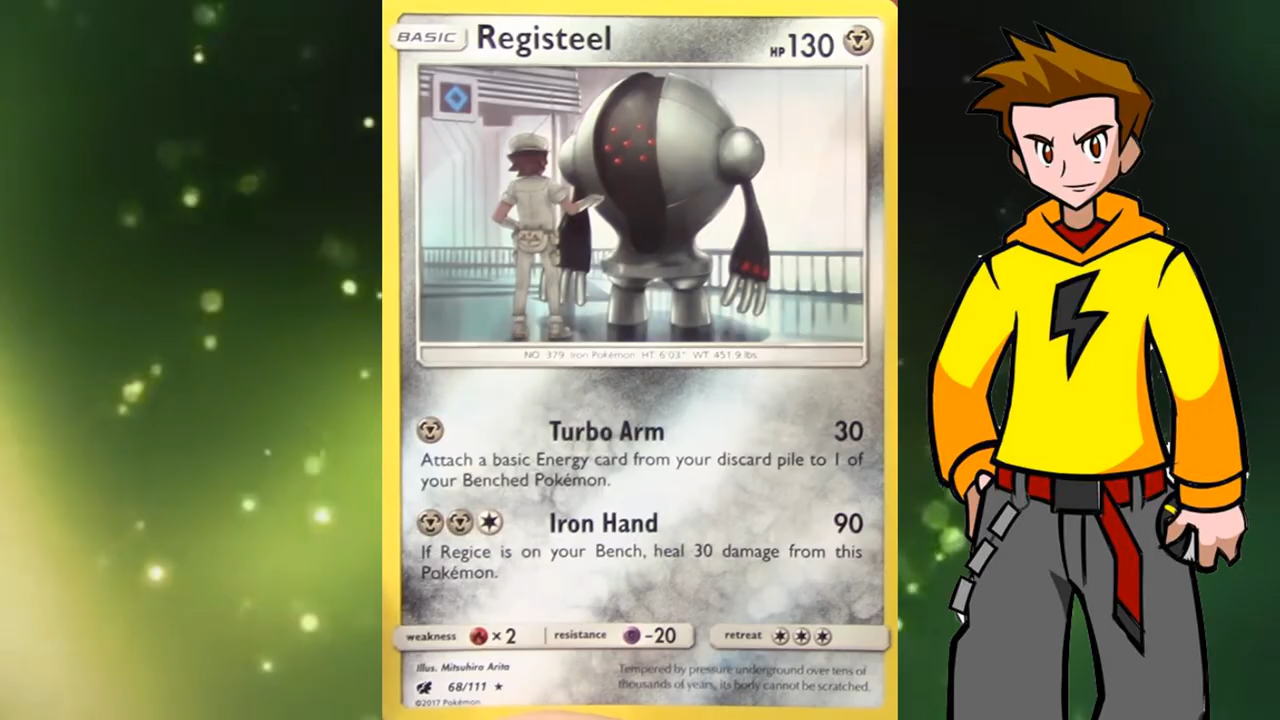 BASIC Registeel HP 130
NO. 379 Iron Pokémon HT: 6'03" WT: 451.9 lbs.
Turbo Arm 30
Attach a basic Energy card from your discard pile to 1 of
your Benched Pokémon.
Iron Hand 90
If Regice is on your Bench, heal 30 damage from this
Pokémon.
weakness ×2 resistance -20 retreat
Illus. Mitsuhiro Arita
68/111 ★
©2017 Pokémon
Tempered by pressure underground over tens of
thousands of years, its body cannot be scratched.